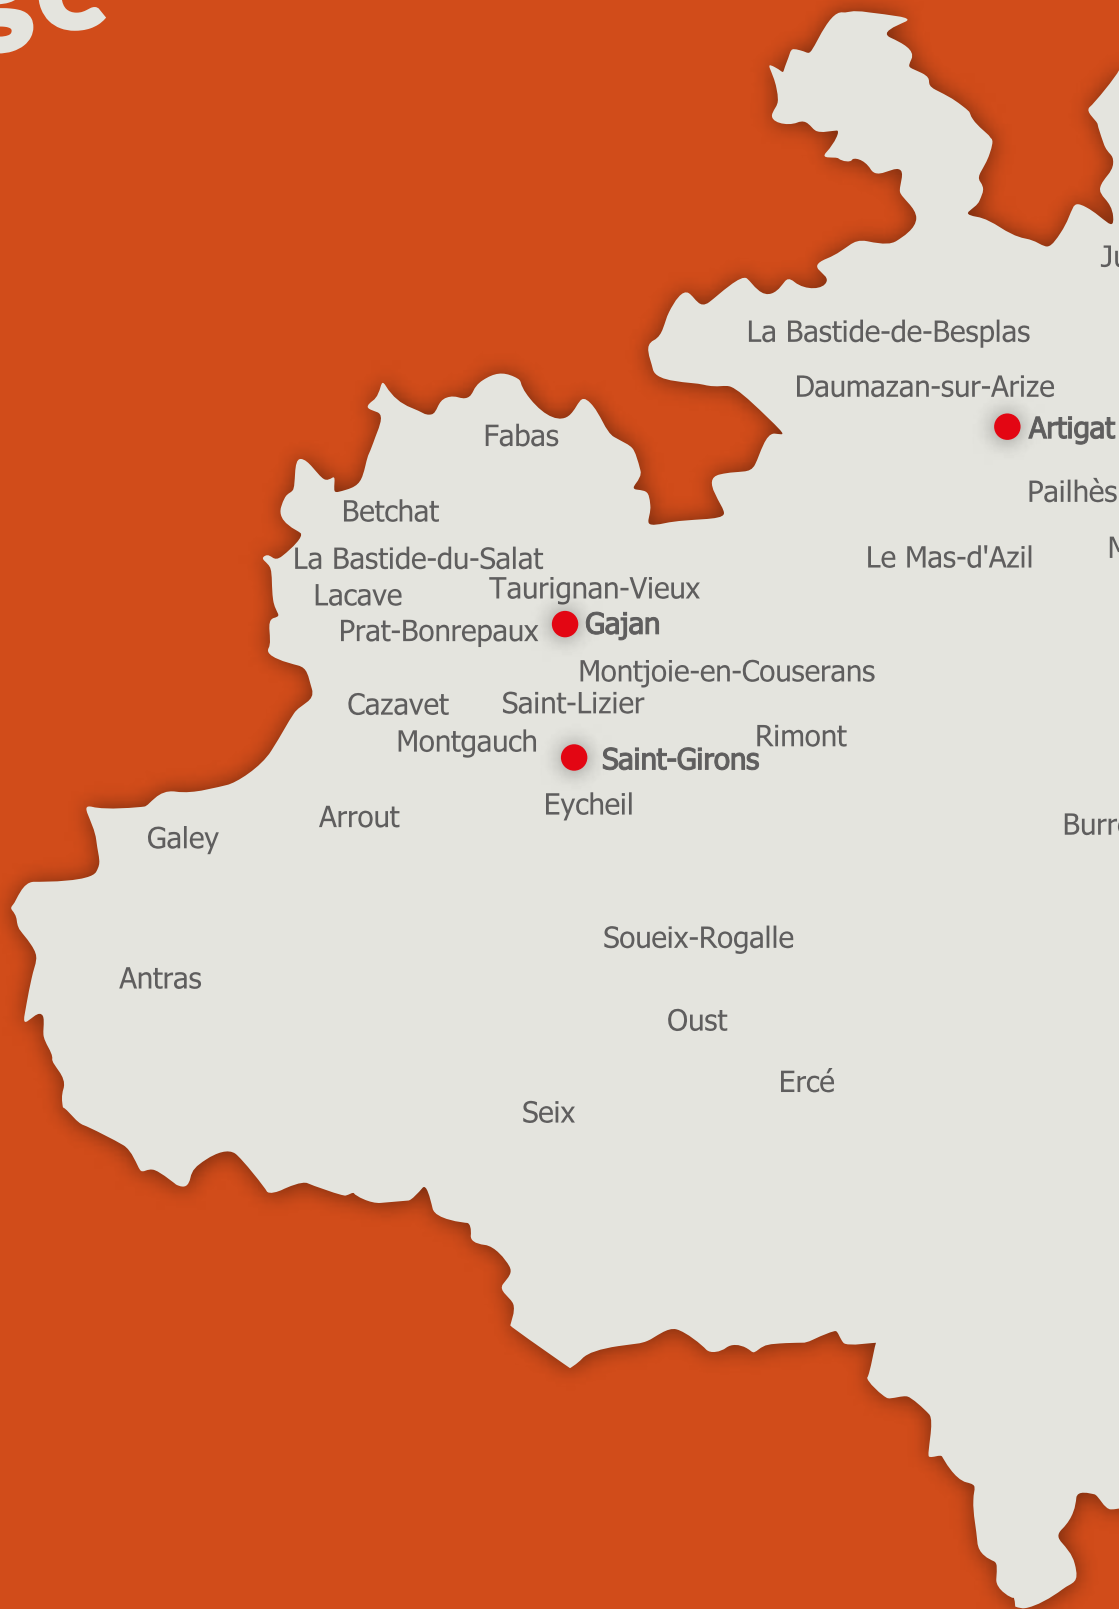 La Bastide-de-Besplas
Daumazan-sur-Arize
Artigat
Fabas
Pailhès
Betchat
La Bastide-du-Salat
Le Mas-d'Azil
Taurignan-Vieux
Lacave
Gajan
Prat-Bonrepaux
Montjoie-en-Couserans
Saint-Lizier
Cazavet
Rimont
Montgauch
Saint-Girons
Eycheil
Arrout
Galey
Soueix-Rogalle
Antras
Oust
Ercé
Seix